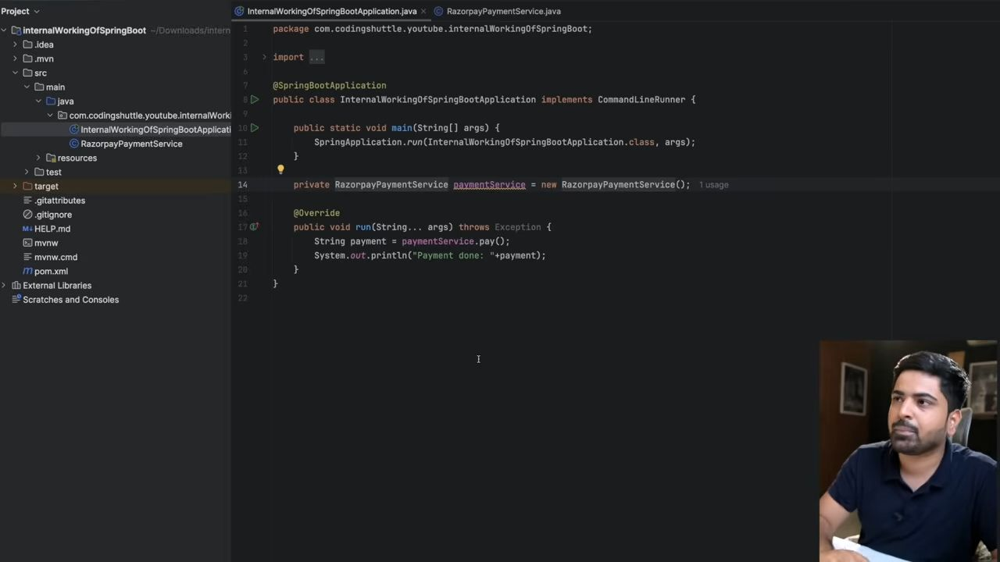 Project
InternalWorkingOfSpringBootApplication.java
RazorpayPaymentService.java
internalWorkingOfSpringBoot ~/Downloads/intern
.idea
.mvn
src
main
java
com.codingshuttle.youtube.internalWorki
InternalWorkingOfSpringBootApplicati
RazorpayPaymentService
resources
test
target
.gitattributes
.gitignore
HELP.md
mvnw
mvnw.cmd
pom.xml
External Libraries
Scratches and Consoles
1 package com.codingshuttle.youtube.internalWorkingOfSpringBoot;
2
3 import ...
6
7 @SpringBootApplication
8 public class InternalWorkingOfSpringBootApplication implements CommandLineRunner {
9
10 public static void main(String[] args) {
11 SpringApplication.run(InternalWorkingOfSpringBootApplication.class, args);
12 }
13
14 private RazorpayPaymentService paymentService = new RazorpayPaymentService(); 1 usage
15
16 @Override
17 public void run(String... args) throws Exception {
18 String payment = paymentService.pay();
19 System.out.println("Payment done: "+payment);
20 }
21 }
22